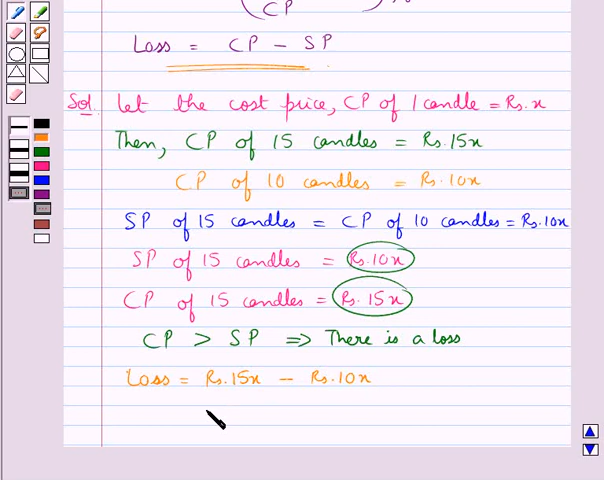 CP
Loss = CP - SP
Sol. Let the cost price, CP of 1 candle = Rs. x
Then, CP of 15 candles = Rs. 15x
CP of 10 candles = Rs. 10x
SP of 15 candles = CP of 10 candles = Rs. 10x
SP of 15 candles = Rs. 10x
CP of 15 candles = Rs. 15x
CP > SP ⇒ There is a loss
Loss = Rs. 15x - Rs. 10x